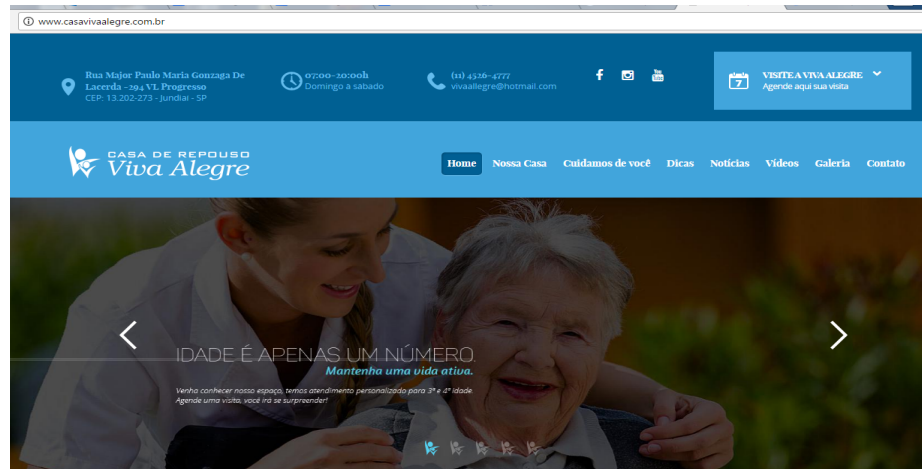 www.casavivaalegre.com.br
Rua Major Paulo Maria Gonzaga De
Lacerda - 294 VL Progresso
CEP: 13.202-273 - Jundiaí - SP
07:00-20:00h
Domingo à sabado
(11) 4526-4777
vivaallegre@hotmail.com
You
Tube
7
VISITE A VIVA ALEGRE
Agende aqui sua visita
CASA DE REPOUSO
Viva Alegre
Home Nossa Casa Cuidamos de você Dicas Notícias Vídeos Galeria Contato
IDADE É APENAS UM NÚMERO.
Mantenha uma vida ativa.
Venha conhecer nosso espaço, temos atendimento personalizado para 3ª e 4ª idade.
Agende uma visita, você irá se surpreender!